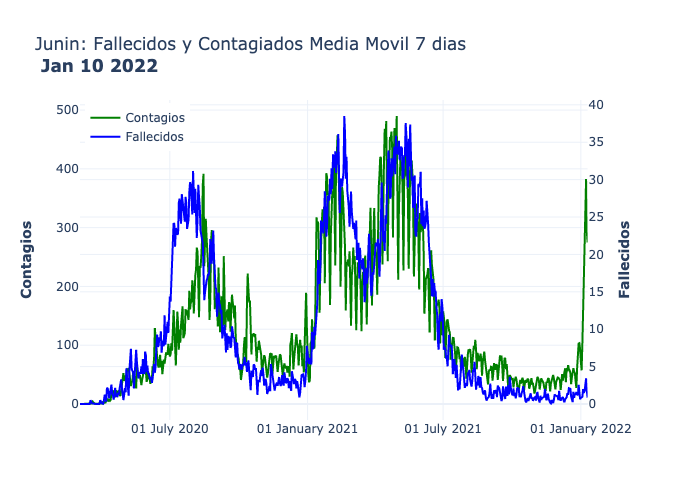 Junin: Fallecidos y Contagiados Media Movil 7 dias
Jan 10 2022
Contagios
Fallecidos
500
400
300
200
100
0
Contagios
40
35
30
25
20
15
10
5
0
Fallecidos
01 July 2020
01 January 2021
01 July 2021
01 January 2022